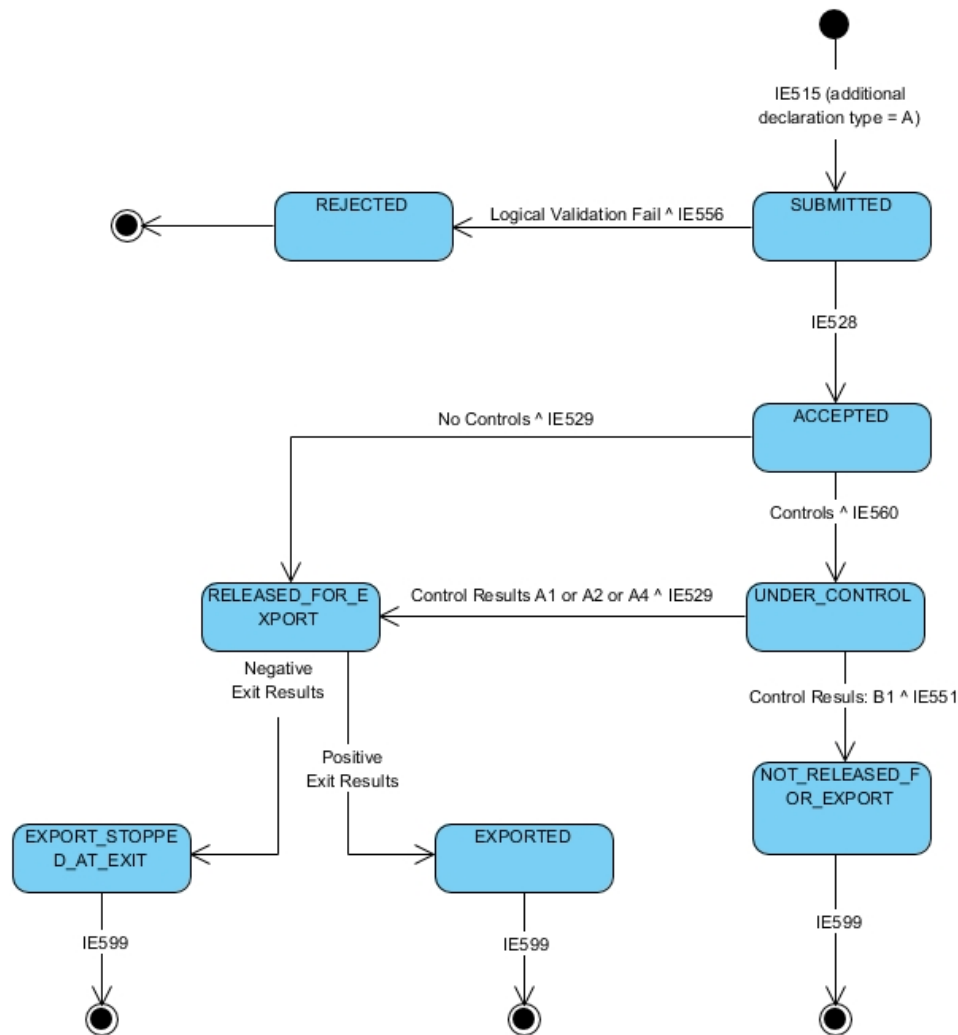 IE515 (additional
declaration type = A)
REJECTED
Logical Validation Fail ^ IE556
SUBMITTED
IE528
No Controls ^ IE529
ACCEPTED
Controls ^ IE560
RELEASED_FOR_E
XPORT
Control Results A1 or A2 or A4 ^ IE529
UNDER_CONTROL
Negative
Exit Results
Control Resuls: B1 ^ IE551
Positive
Exit Results
NOT_RELEASED_F
OR_EXPORT
EXPORT_STOPPE
D_AT_EXIT
EXPORTED
IE599
IE599
IE599